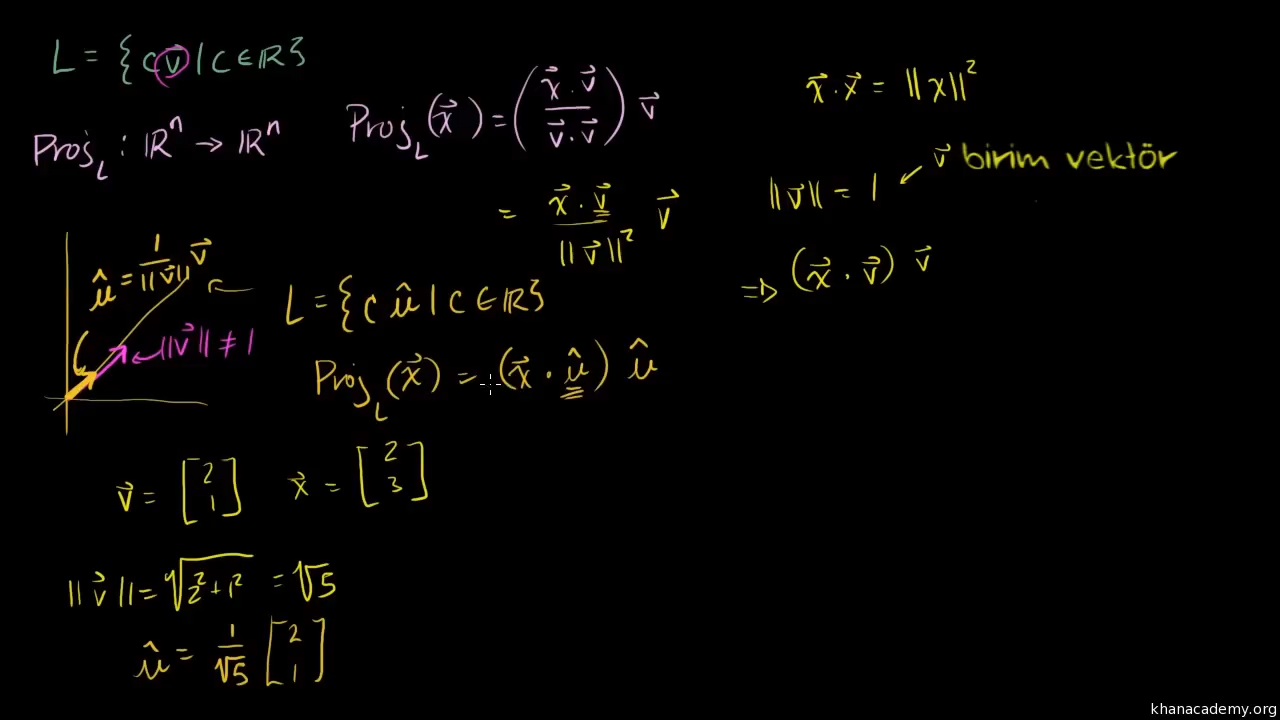 L = {c v⃗ | c ∈ ℝ}
Proj_L : ℝⁿ → ℝⁿ
Proj_L(x⃗) = (x⃗ · v⃗ / v⃗ · v⃗) v⃗
= x⃗ · v⃗ / ||v⃗||² v⃗
x⃗ · x⃗ = ||x||²
||v⃗|| = 1 ↙ v⃗ birim vektör
⇒ (x⃗ · v⃗) v⃗
û = 1/||v⃗|| v⃗
||v⃗|| ≠ 1
L = {c û | c ∈ ℝ}
Proj_L(x⃗) = (x⃗ · û) û
v⃗ = [2 1] x⃗ = [2 3]
||v⃗|| = √(2² + 1²) = √5
û = 1/√5 [2 1]
khanacademy.org